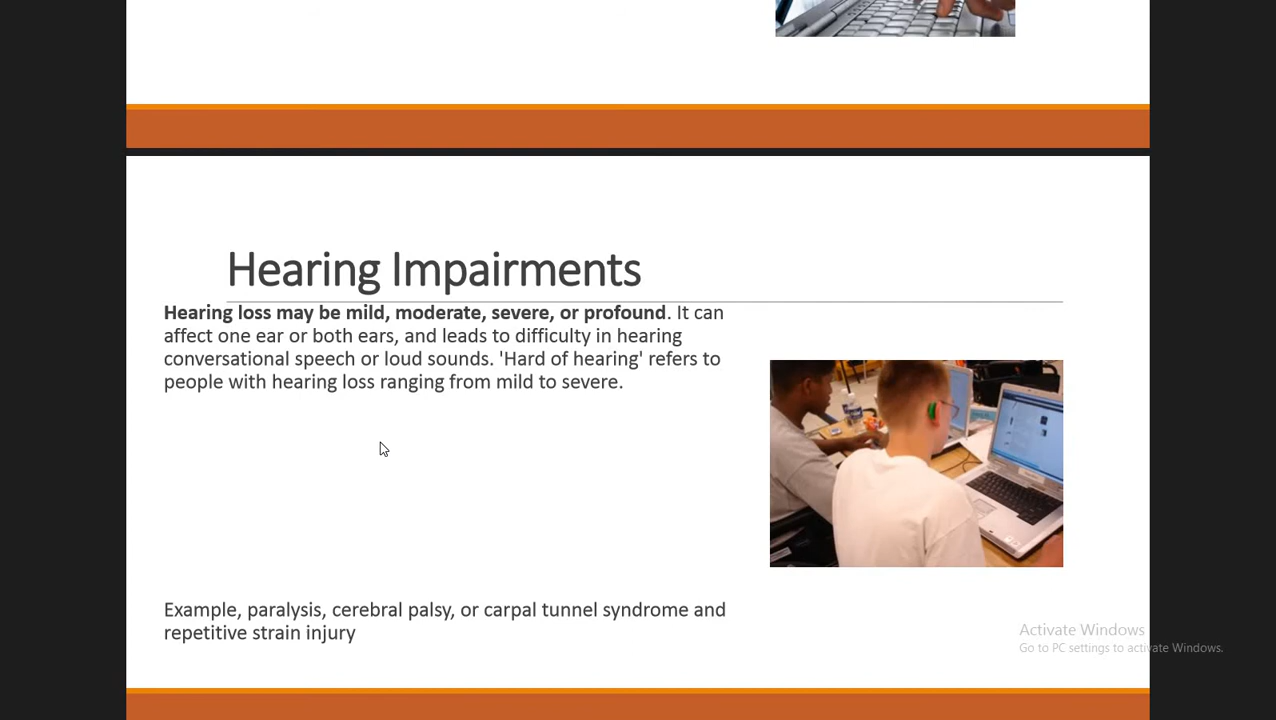 Hearing Impairments
Hearing loss may be mild, moderate, severe, or profound. It can
affect one ear or both ears, and leads to difficulty in hearing
conversational speech or loud sounds. 'Hard of hearing' refers to
people with hearing loss ranging from mild to severe.
Example, paralysis, cerebral palsy, or carpal tunnel syndrome and
repetitive strain injury
Activate Windows
Go to PC settings to activate Windows.